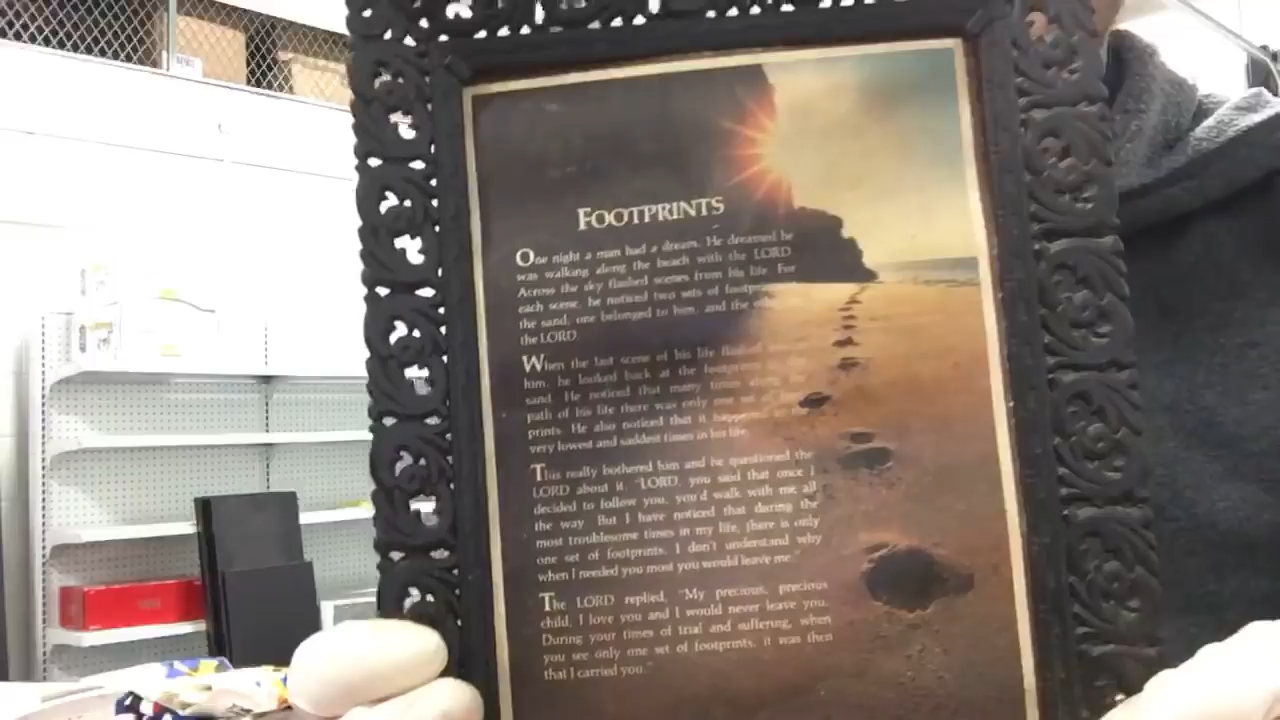 FOOTPRINTS
One night a man had a dream. He dreamed he
was walking along the beach with the LORD
Across the sky flashed scenes from his life. For
each scene, he noticed two sets of
the sand, one belonged to him, and the
the LORD.
When the last scene of his life
him, he looked back at the
sand. He noticed that many times
path of his life there was only one set of
prints. He also noticed that it
very lowest and saddest times in his life.
This really bothered him and he questioned the
LORD about it. "LORD, you said that once I
decided to follow you, you'd walk with me all
the way. But I have noticed that during the
most troublesome times in my life, there is only
one set of footprints. I don't understand why
when I needed you most you would leave me."
The LORD replied, "My precious, precious
child, I love you and I would never leave you.
During your times of trial and suffering, when
you see only one set of footprints, it was then
that I carried you."